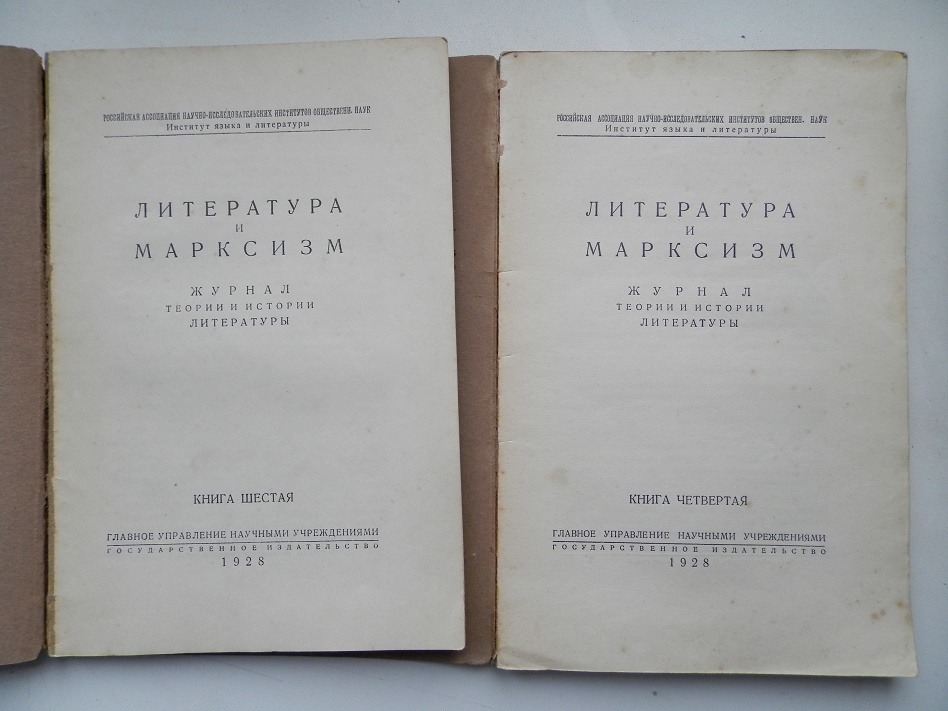 РОССИЙСКАЯ АССОЦИАЦИЯ НАУЧНО-ИССЛЕДОВАТЕЛЬСКИХ ИНСТИТУТОВ ОБЩЕСТВЕНН. НАУК
Институт языка и литературы
ЛИТЕРАТУРА
И
МАРКСИЗМ
ЖУРНАЛ
ТЕОРИИ И ИСТОРИИ
ЛИТЕРАТУРЫ
КНИГА ШЕСТАЯ
ГЛАВНОЕ УПРАВЛЕНИЕ НАУЧНЫМИ УЧРЕЖДЕНИЯМИ
ГОСУДАРСТВЕННОЕ ИЗДАТЕЛЬСТВО
1928
РОССИЙСКАЯ АССОЦИАЦИЯ НАУЧНО-ИССЛЕДОВАТЕЛЬСКИХ ИНСТИТУТОВ ОБЩЕСТВЕН. НАУК
Институт языка и литературы
ЛИТЕРАТУРА
И
МАРКСИЗМ
ЖУРНАЛ
ТЕОРИИ И ИСТОРИИ
ЛИТЕРАТУРЫ
КНИГА ЧЕТВЕРТАЯ
ГЛАВНОЕ УПРАВЛЕНИЕ НАУЧНЫМИ УЧРЕЖДЕНИЯМИ
ГОСУДАРСТВЕННОЕ ИЗДАТЕЛЬСТВО
1928